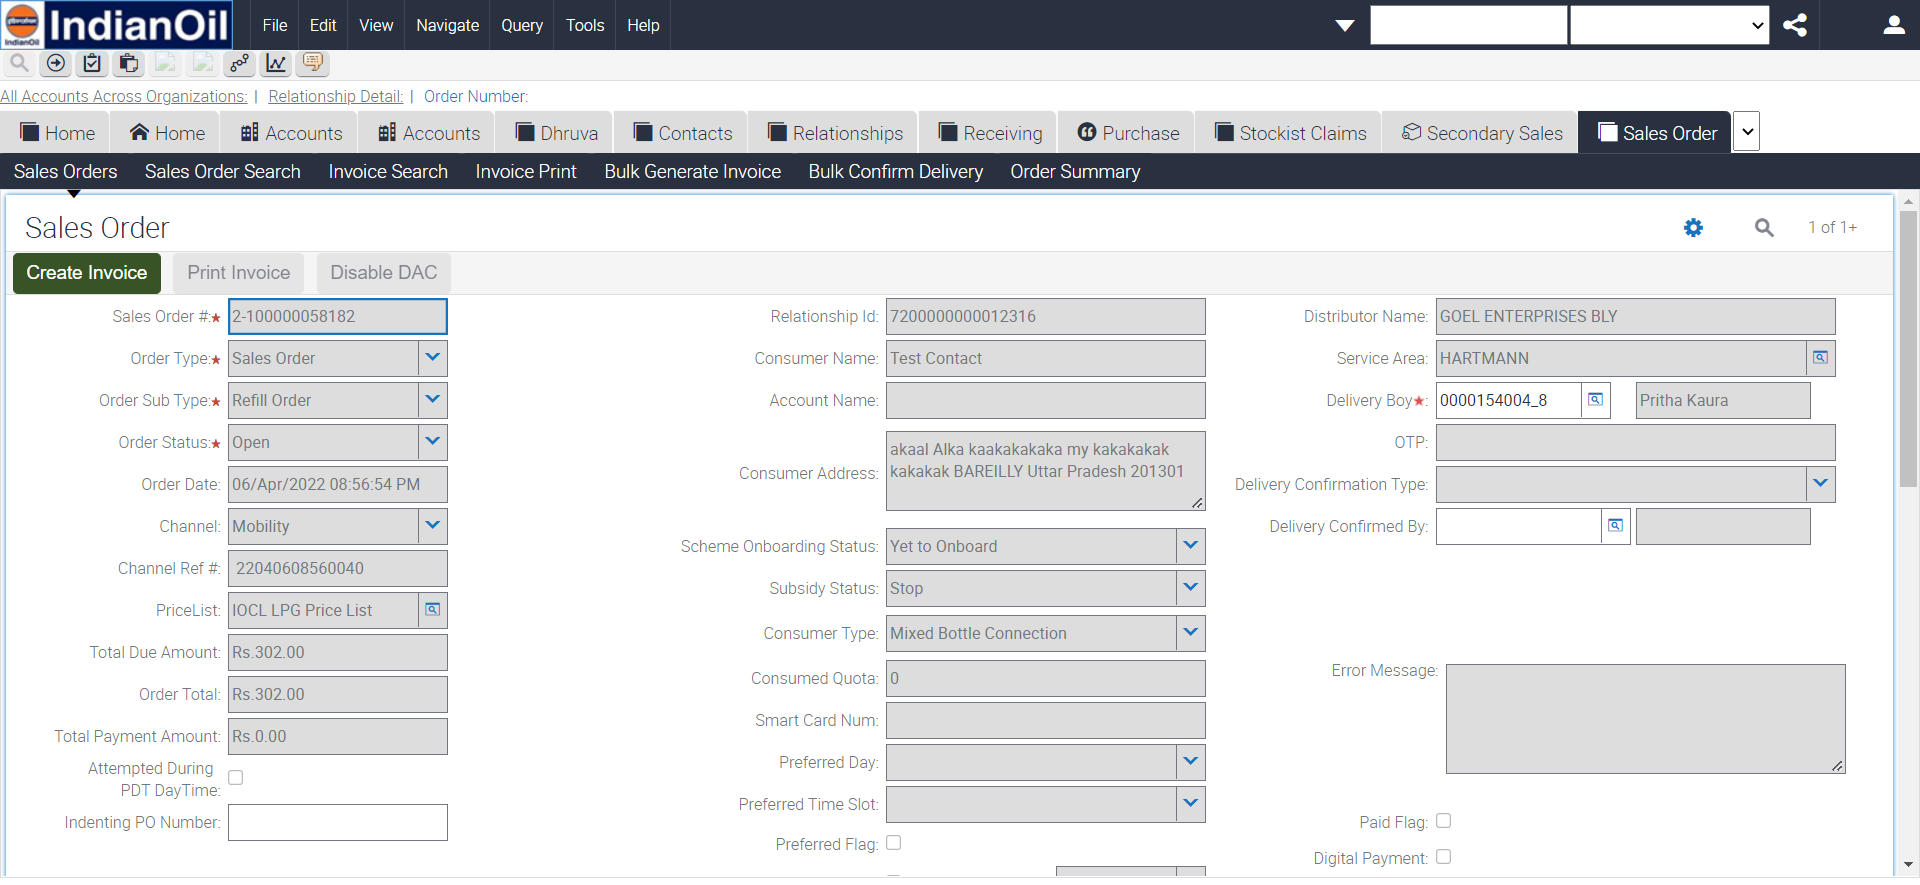 IndianOil IndianOil File Edit View Navigate Query Tools Help
All Accounts Across Organizations: | Relationship Detail: | Order Number:
Home Home Accounts Accounts Dhruva Contacts Relationships Receiving Purchase Stockist Claims Secondary Sales Sales Order
Sales Orders Sales Order Search Invoice Search Invoice Print Bulk Generate Invoice Bulk Confirm Delivery Order Summary
Sales Order 1 of 1+
Create Invoice Print Invoice Disable DAC
Sales Order #:★ 2-100000058182
Order Type:★ Sales Order
Order Sub Type:★ Refill Order
Order Status:★ Open
Order Date: 06/Apr/2022 08:56:54 PM
Channel: Mobility
Channel Ref #: 22040608560040
PriceList: IOCL LPG Price List
Total Due Amount: Rs.302.00
Order Total: Rs.302.00
Total Payment Amount: Rs.0.00
Attempted During
PDT DayTime:
Indenting PO Number:
Relationship Id: 7200000000012316
Consumer Name: Test Contact
Account Name:
Consumer Address: akaal Alka kaakakakaka my kakakakak
kakakak BAREILLY Uttar Pradesh 201301
Scheme Onboarding Status: Yet to Onboard
Subsidy Status: Stop
Consumer Type: Mixed Bottle Connection
Consumed Quota: 0
Smart Card Num:
Preferred Day:
Preferred Time Slot:
Preferred Flag:
Distributor Name: GOEL ENTERPRISES BLY
Service Area: HARTMANN
Delivery Boy★: 0000154004_8 Pritha Kaura
OTP:
Delivery Confirmation Type:
Delivery Confirmed By:
Error Message:
Paid Flag:
Digital Payment: